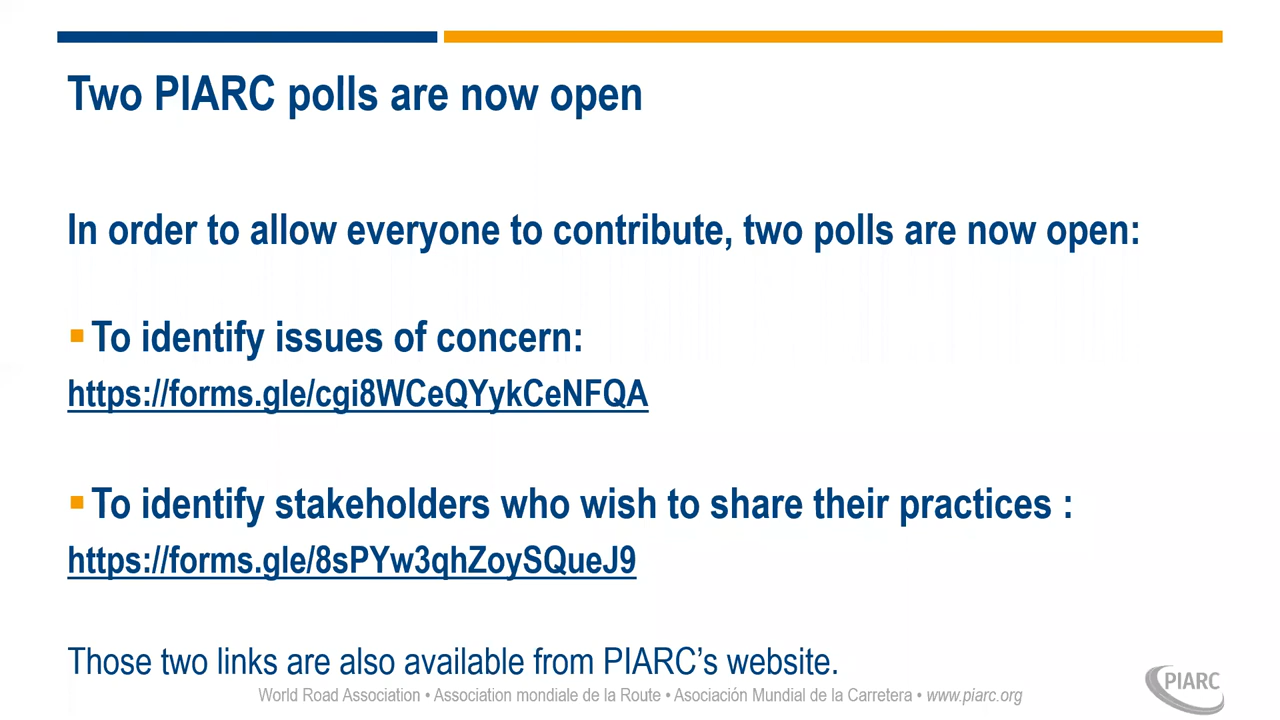 Two PIARC polls are now open
In order to allow everyone to contribute, two polls are now open:
▪ To identify issues of concern:
https://forms.gle/cgi8WCeQYykCeNFQA
▪ To identify stakeholders who wish to share their practices :
https://forms.gle/8sPYw3qhZoySQueJ9
Those two links are also available from PIARC’s website.
World Road Association • Association mondiale de la Route • Asociación Mundial de la Carretera • www.piarc.org
PIARC